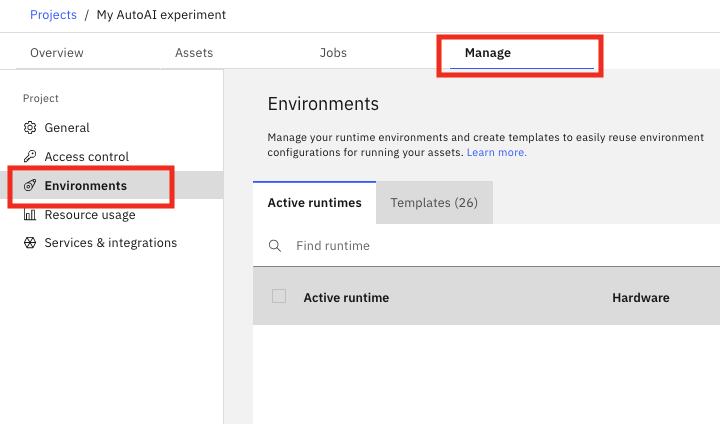 Projects / My AutoAI experiment
Overview Assets Jobs Manage
Project
General
Access control
Environments
Resource usage
Services & integrations
Environments
Manage your runtime environments and create templates to easily reuse environment
configurations for running your assets. Learn more.
Active runtimes Templates (26)
Find runtime
Active runtime Hardware